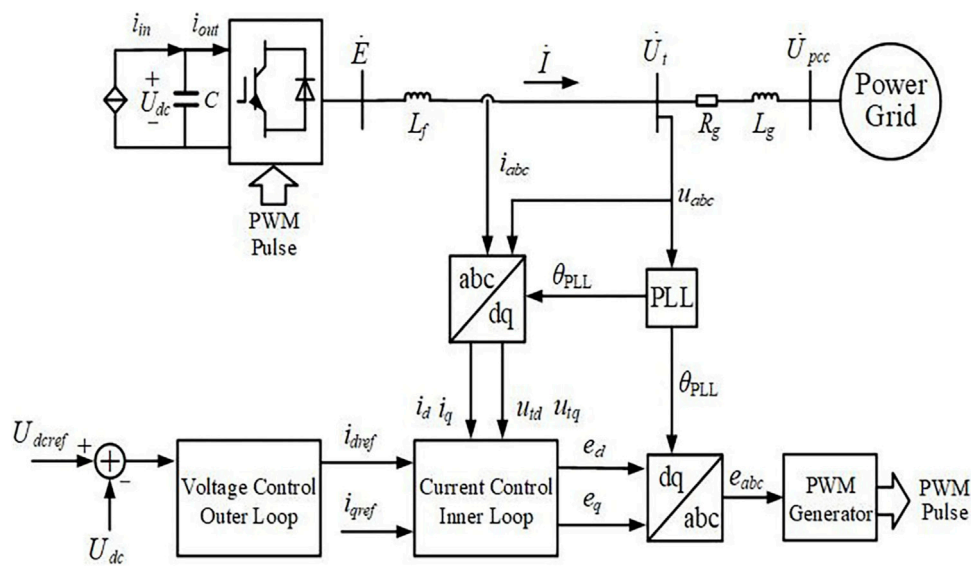 i_in i_out
+
U_dc C
−
Ė
L_f
İ
U̇_t
R_g L_g
U̇_pcc
Power
Grid
PWM
Pulse
i_abc
u_abc
abc
dq
θ_PLL
PLL
θ_PLL
i_d i_q u_td u_tq
U_dcref +
−
U_dc
Voltage Control
Outer Loop
i_dref
i_qref
Current Control
Inner Loop
e_d
e_q
dq
abc
e_abc
PWM
Generator
PWM
Pulse